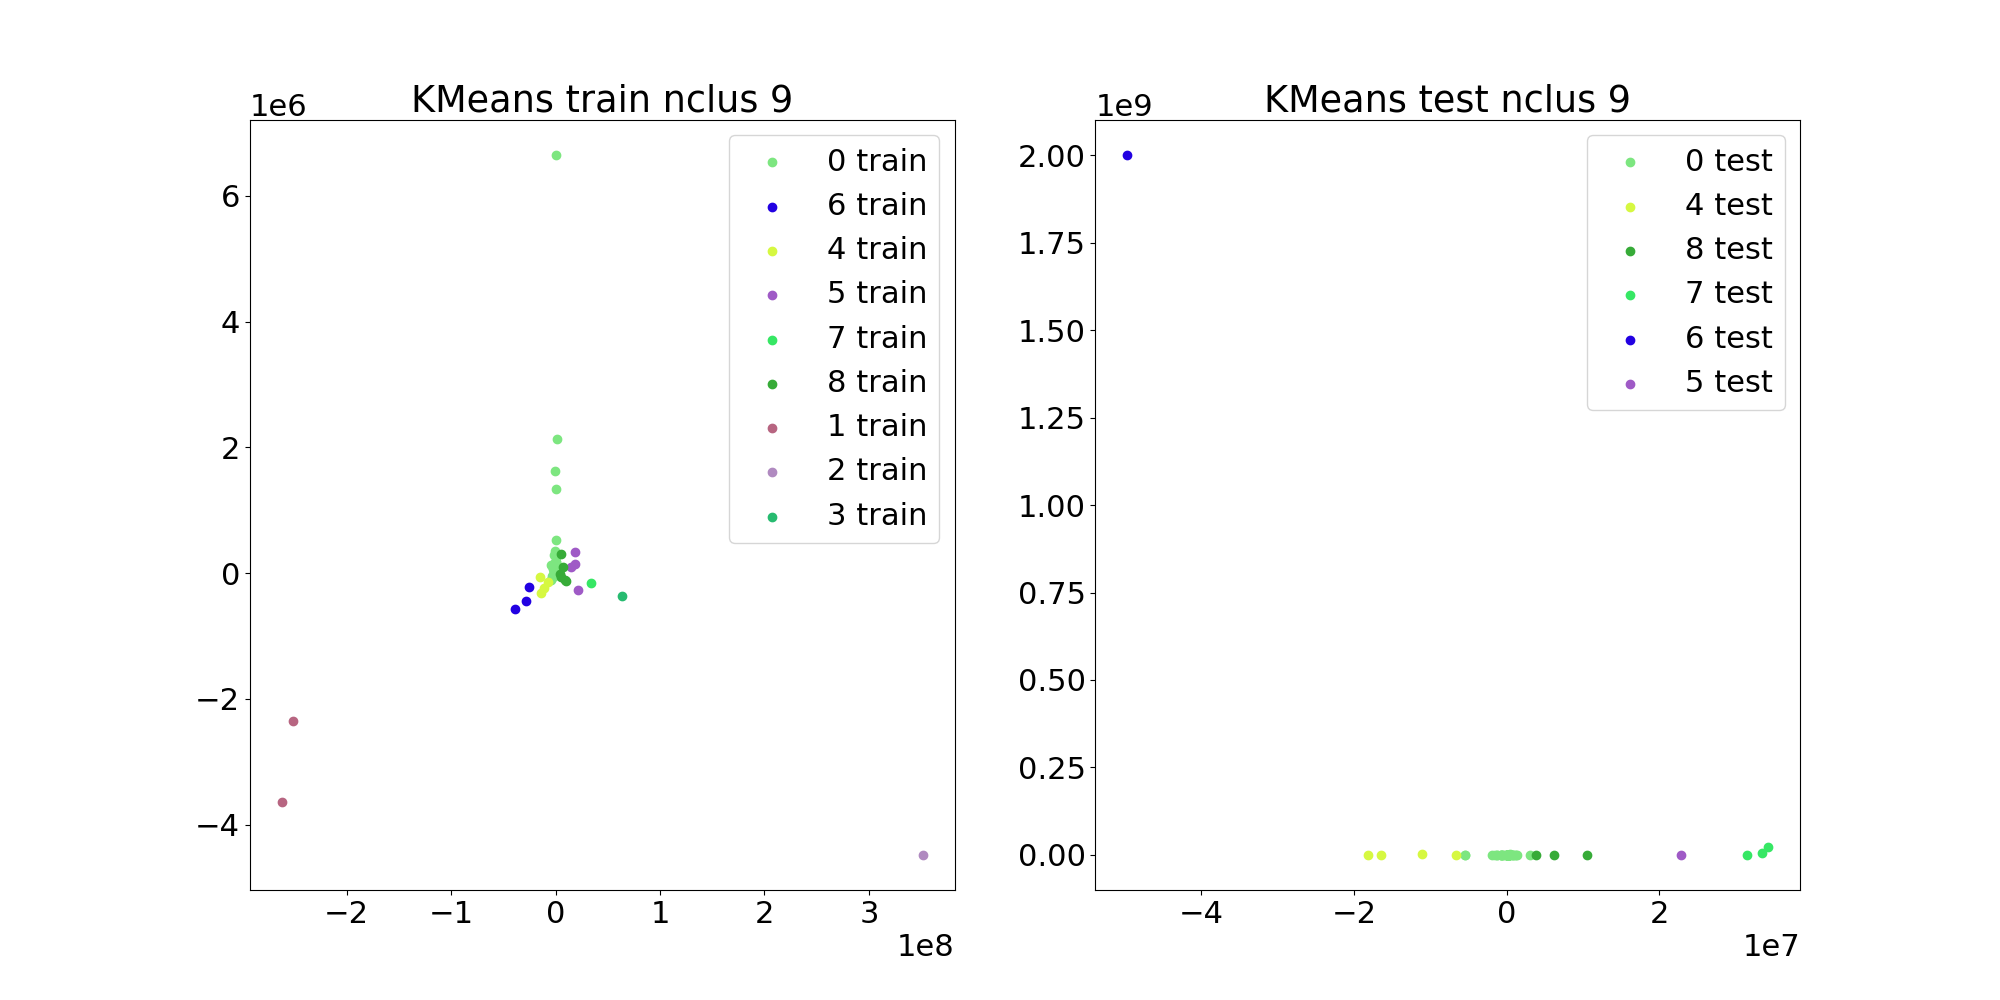 KMeans train nclus 9
1e6
6
4
2
0
−2
−4
−2
−1
0
1
2
3
1e8
0 train
6 train
4 train
5 train
7 train
8 train
1 train
2 train
3 train
KMeans test nclus 9
1e9
2.00
1.75
1.50
1.25
1.00
0.75
0.50
0.25
0.00
−4
−2
0
2
1e7
0 test
4 test
8 test
7 test
6 test
5 test